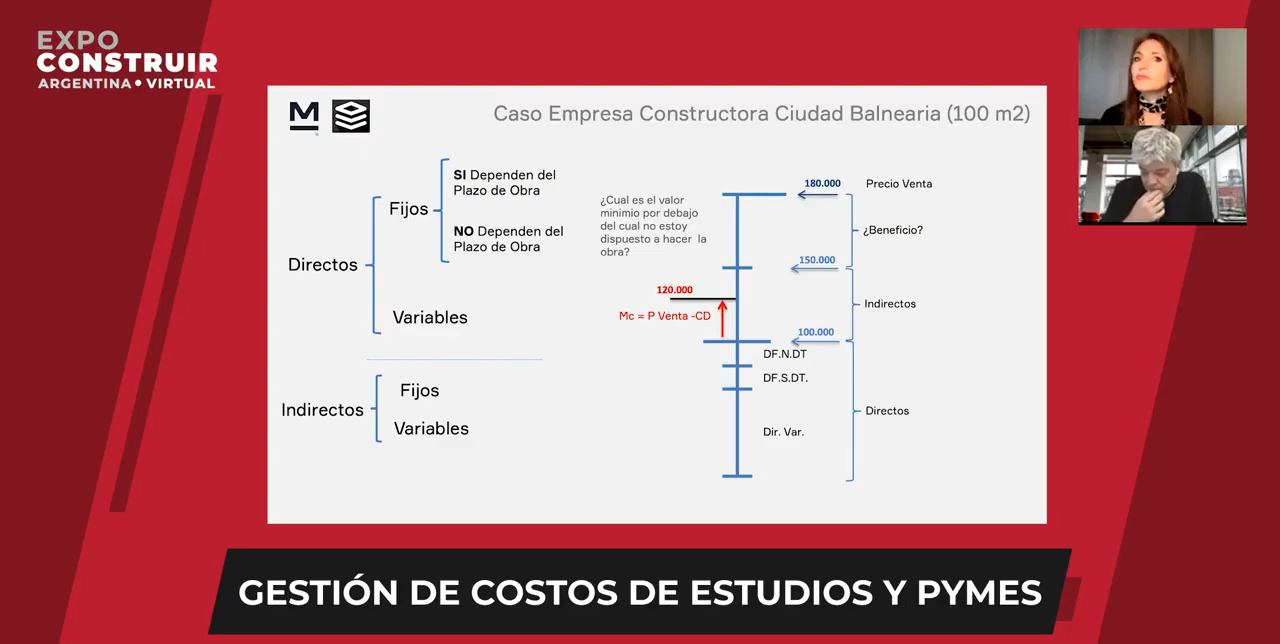 EXPO
CONSTRUIR
ARGENTINA • VIRTUAL
M
Caso Empresa Constructora Ciudad Balnearia (100 m2)
Directos
Fijos
SI Dependen del
Plazo de Obra
NO Dependen del
Plazo de Obra
Variables
Indirectos
Fijos
Variables
¿Cual es el valor
minimio por debajo
del cual no estoy
dispuesto a hacer la
obra?
120.000
Mc = P Venta -CD
180.000
Precio Venta
¿Beneficio?
150.000
Indirectos
100.000
DF.N.DT
DF.S.DT.
Dir. Var.
Directos
GESTIÓN DE COSTOS DE ESTUDIOS Y PYMES